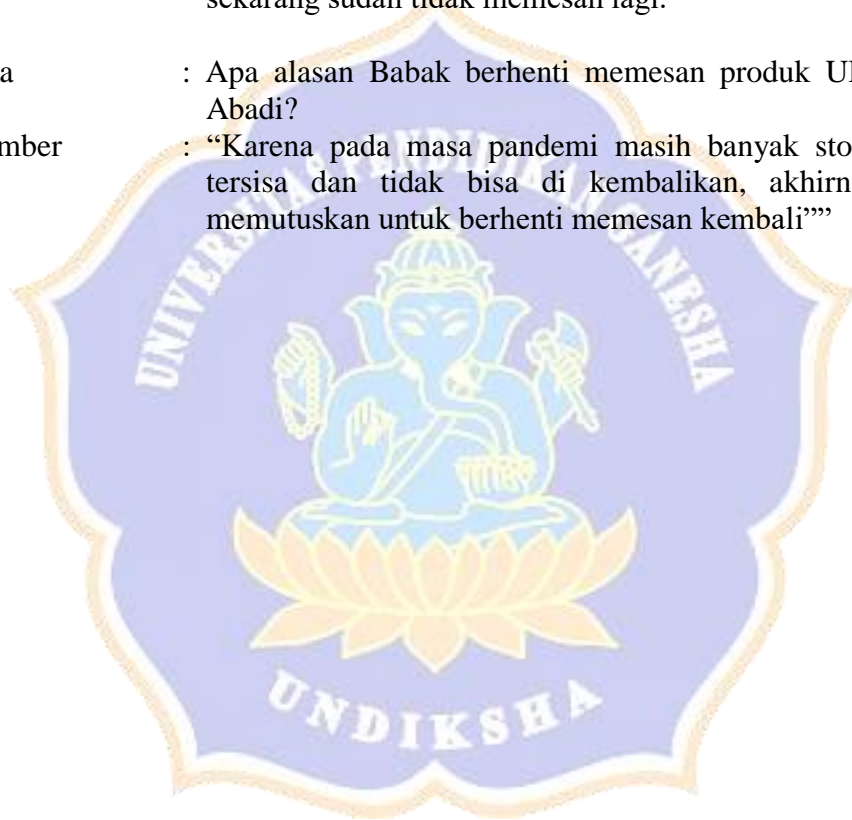 sekarang sudah tidak memesan lagi.
a : Apa alasan Babak berhenti memesan produk U
Abadi?
mber : “Karena pada masa pandemi masih banyak sto
tersisa dan tidak bisa di kembalikan, akhirn
memutuskan untuk berhenti memesan kembali””
UNIVERSITAS PENDIDIKAN GANESHA
UNDIKSHA